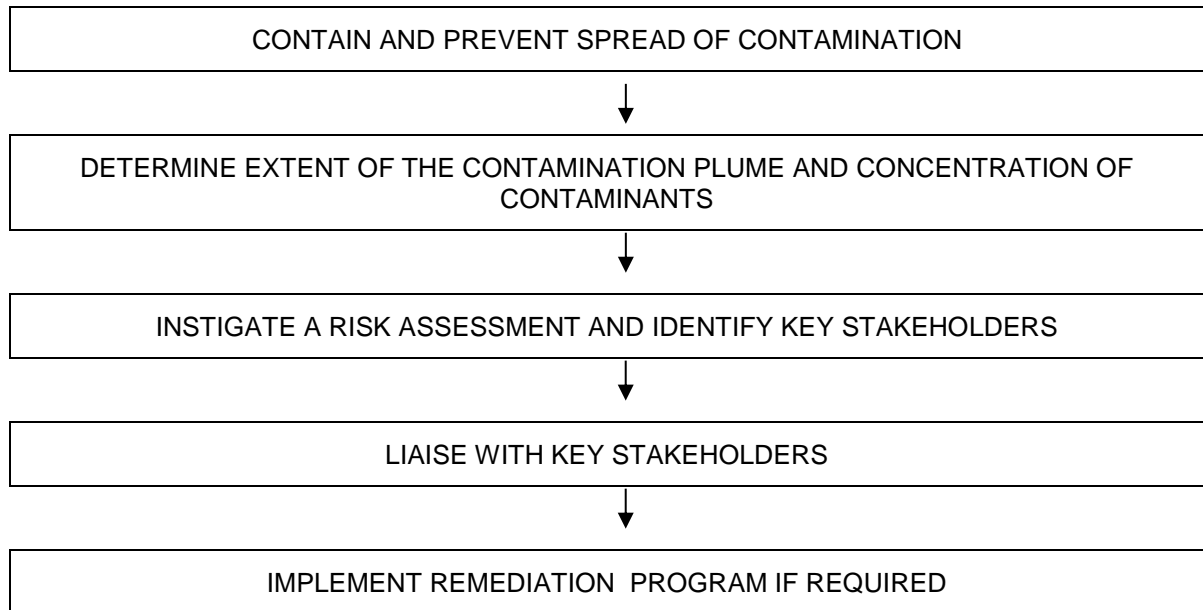 CONTAIN AND PREVENT SPREAD OF CONTAMINATION
DETERMINE EXTENT OF THE CONTAMINATION PLUME AND CONCENTRATION OF
CONTAMINANTS
INSTIGATE A RISK ASSESSMENT AND IDENTIFY KEY STAKEHOLDERS
LIAISE WITH KEY STAKEHOLDERS
IMPLEMENT REMEDIATION PROGRAM IF REQUIRED